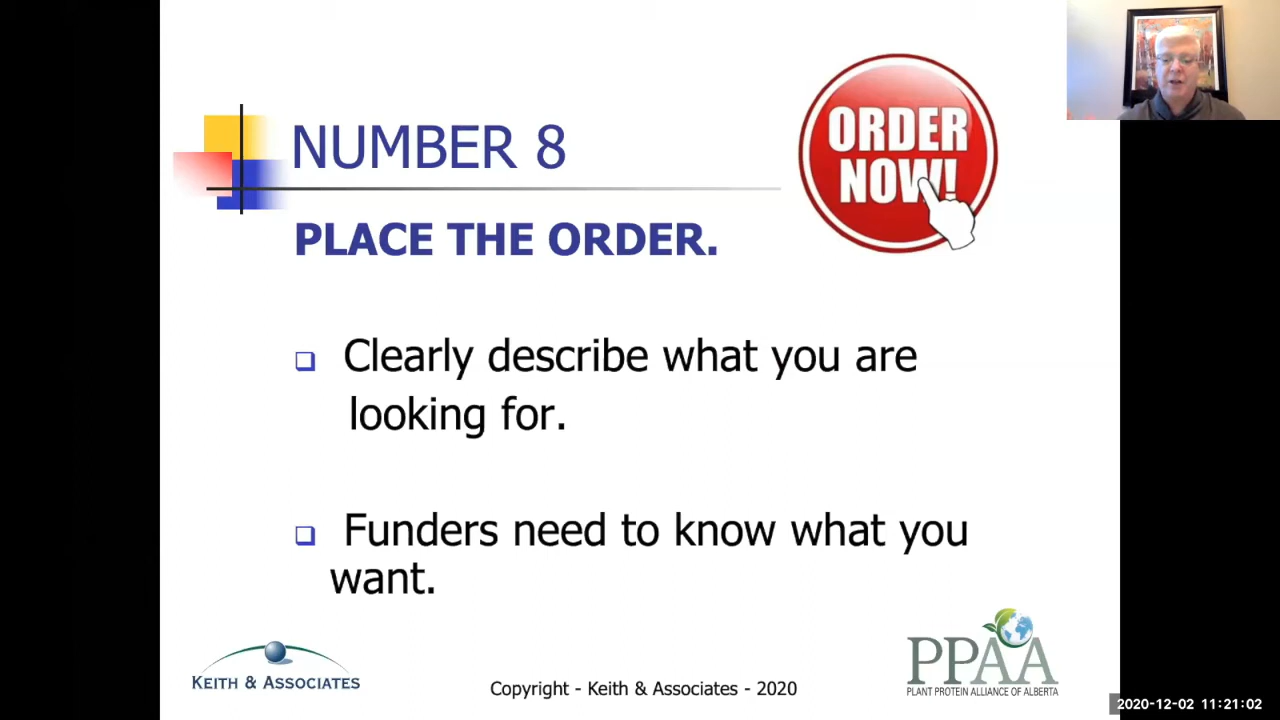 NUMBER 8
ORDER
NOW!
PLACE THE ORDER.
❑ Clearly describe what you are
looking for.
❑ Funders need to know what you
want.
KEITH & ASSOCIATES
Copyright - Keith & Associates - 2020
PPAA
PLANT PROTEIN ALLIANCE OF ALBERTA
2020-12-02 11:21:02